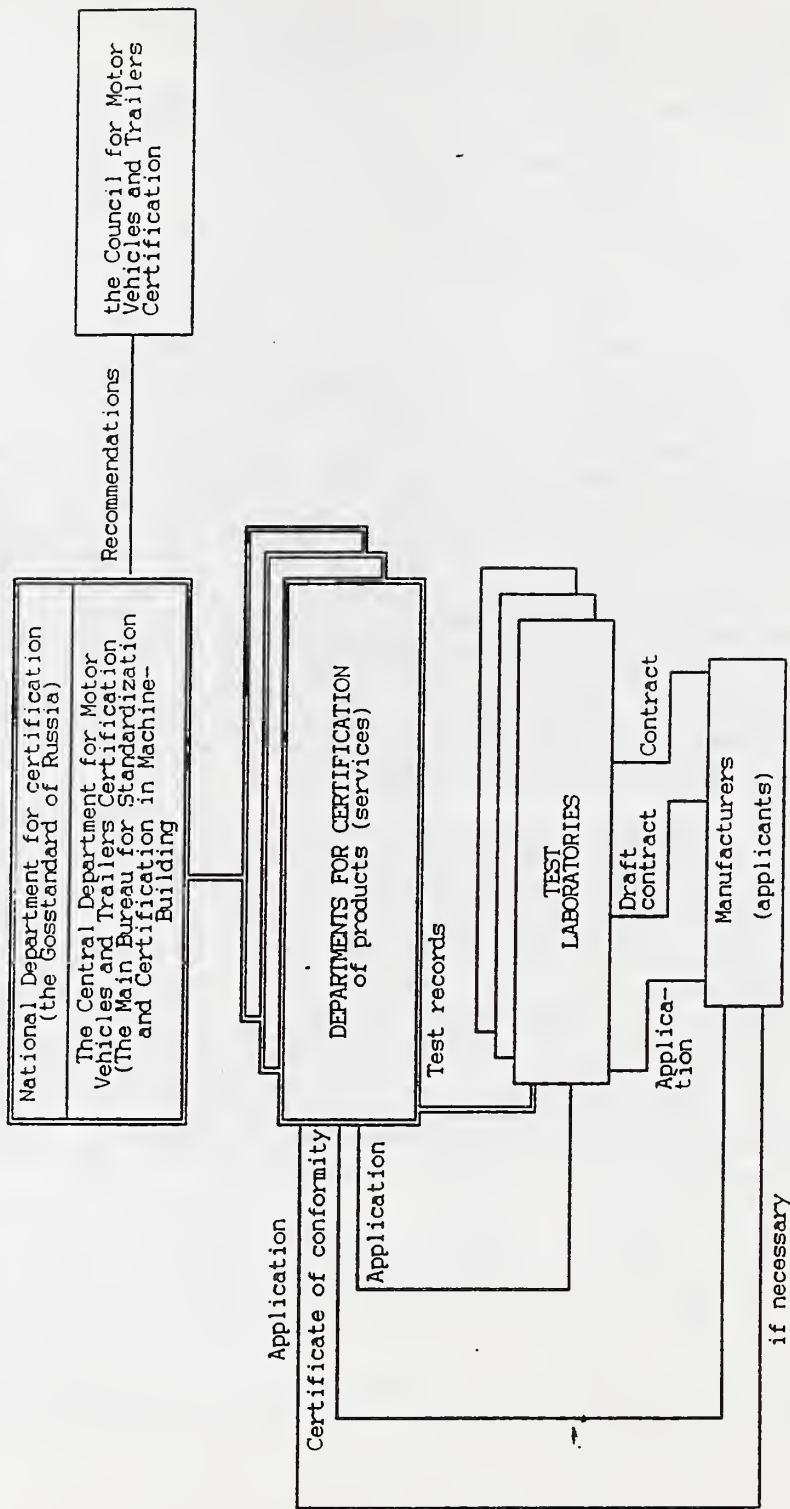 National Department for certification
(the Gosstandard of Russia)
The Central Department for Motor
Vehicles and Trailers Certification
(The Main Bureau for Standardization
and Certification in Machine-
Building
Recommendations
the Council for Motor
Vehicles and Trailers
Certification
DEPARTMENTS FOR CERTIFICATION
of products (services)
Application
Certificate of conformity
Application
Test records
TEST
LABORATORIES
Applica-
tion
Draft
contract
Contract
Manufacturers
(applicants)
if necessary